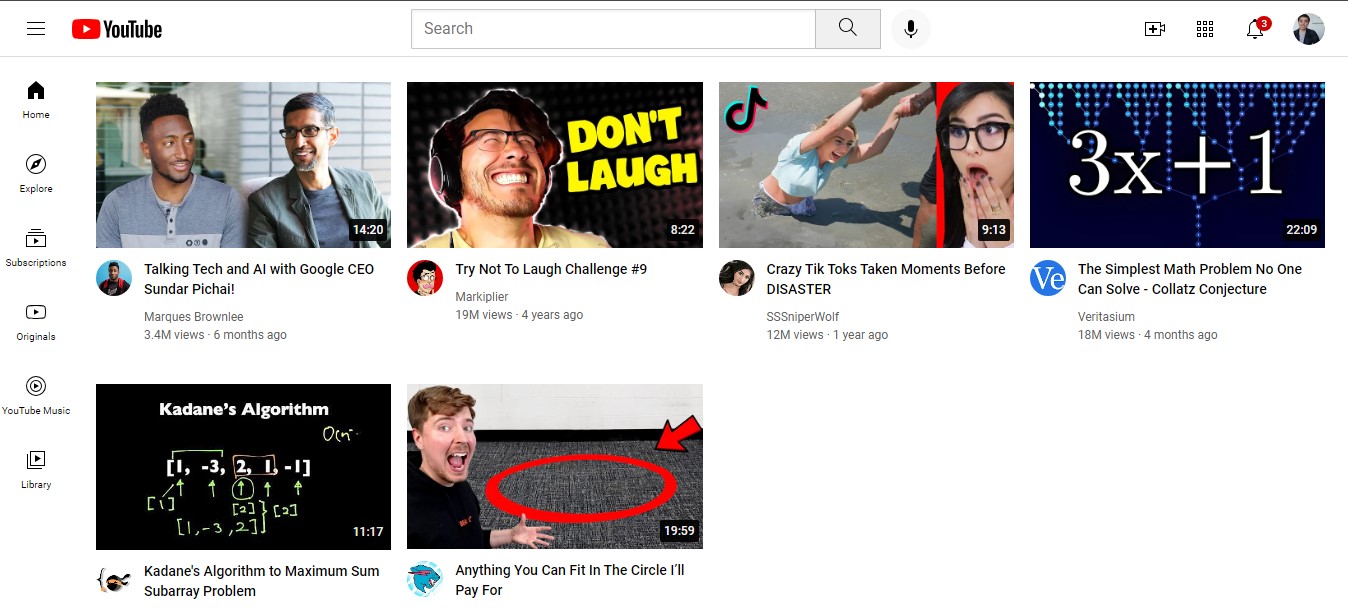 YouTube
Search
3
Home
Explore
Subscriptions
Originals
YouTube Music
Library
DON'T
LAUGH
3x+1
14:20
8:22
9:13
22:09
Talking Tech and AI with Google CEO
Sundar Pichai!
Marques Brownlee
3.4M views · 6 months ago
Try Not To Laugh Challenge #9
Markiplier
19M views · 4 years ago
Crazy Tik Toks Taken Moments Before
DISASTER
SSSniperWolf
12M views · 1 year ago
Ve
The Simplest Math Problem No One
Can Solve - Collatz Conjecture
Veritasium
18M views · 4 months ago
Kadane's Algorithm
[1, -3, 2, 1, -1]
[1]
[2]
[2]
[1, -3, 2]
11:17
19:59
Kadane's Algorithm to Maximum Sum
Subarray Problem
Anything You Can Fit In The Circle I'll
Pay For